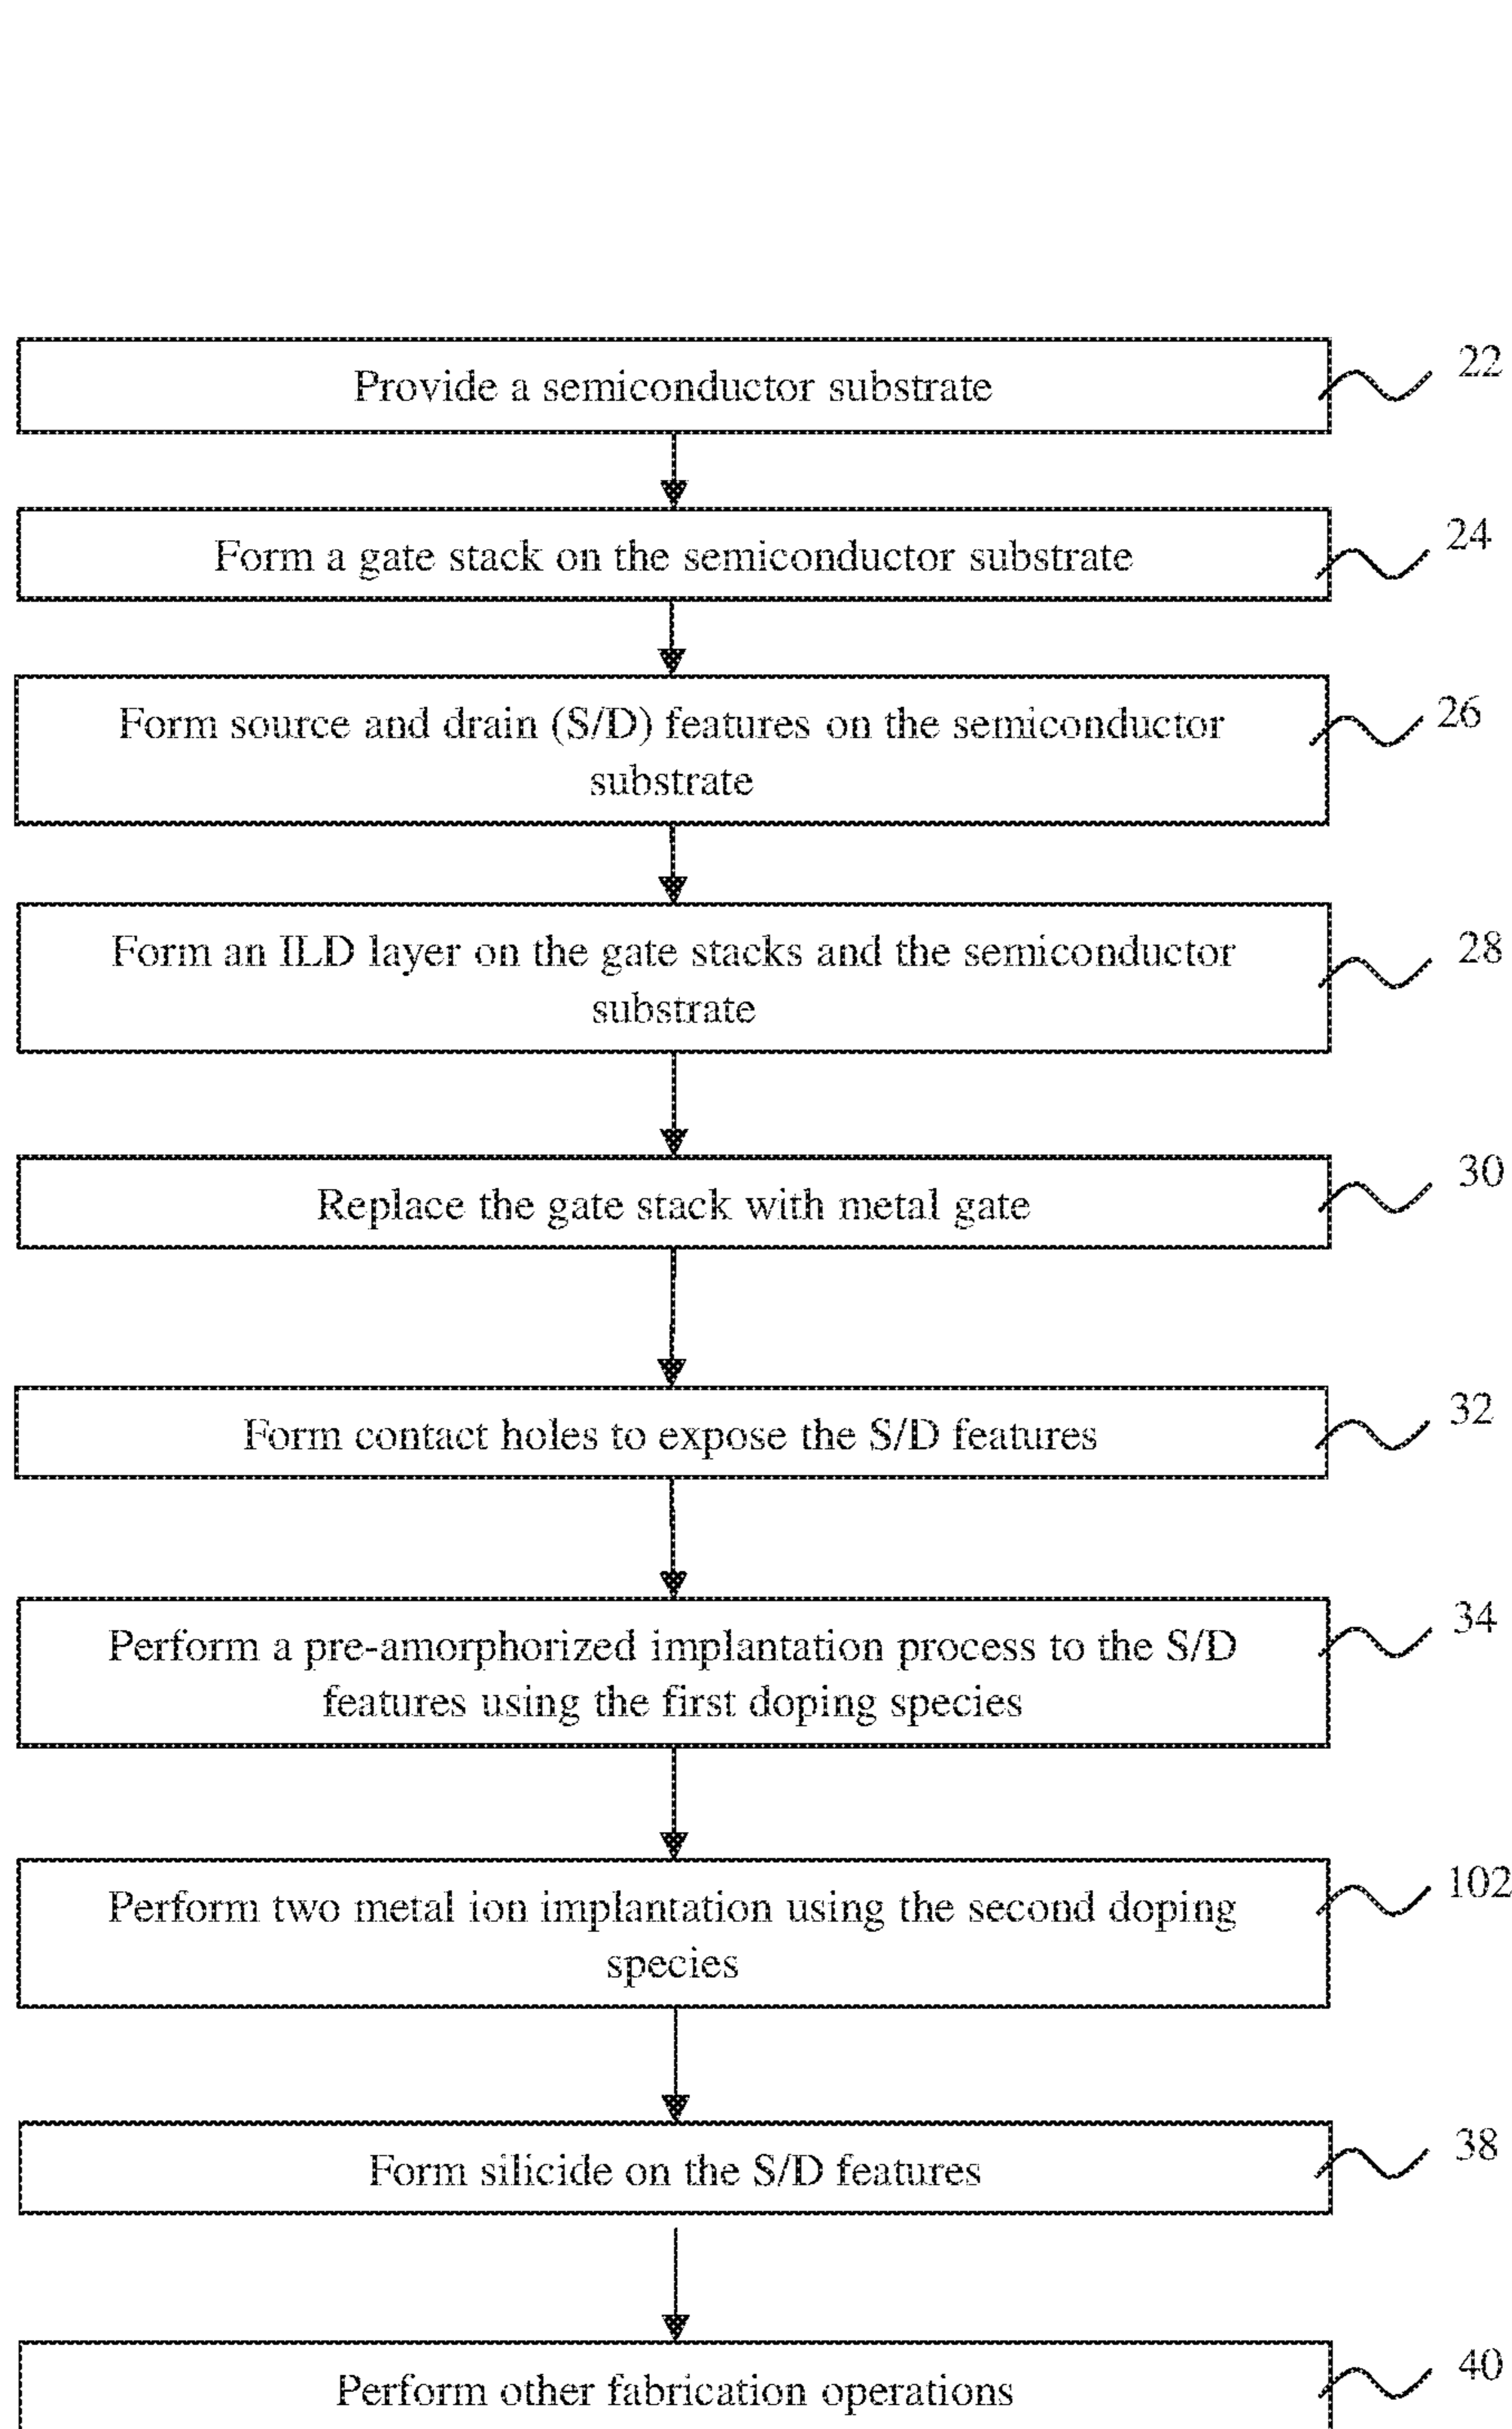 Provide a semiconductor substrate
22
Form a gate stack on the semiconductor substrate
24
Form source and drain (S/D) features on the semiconductor
substrate
26
Form an ILD layer on the gate stacks and the semiconductor
substrate
28
Replace the gate stack with metal gate
30
Form contact holes to expose the S/D features
32
Perform a pre-amorphorized implantation process to the S/D
features using the first doping species
34
Perform two metal ion implantation using the second doping
species
102
Form silicide on the S/D features
38
Perform other fabrication operations
40